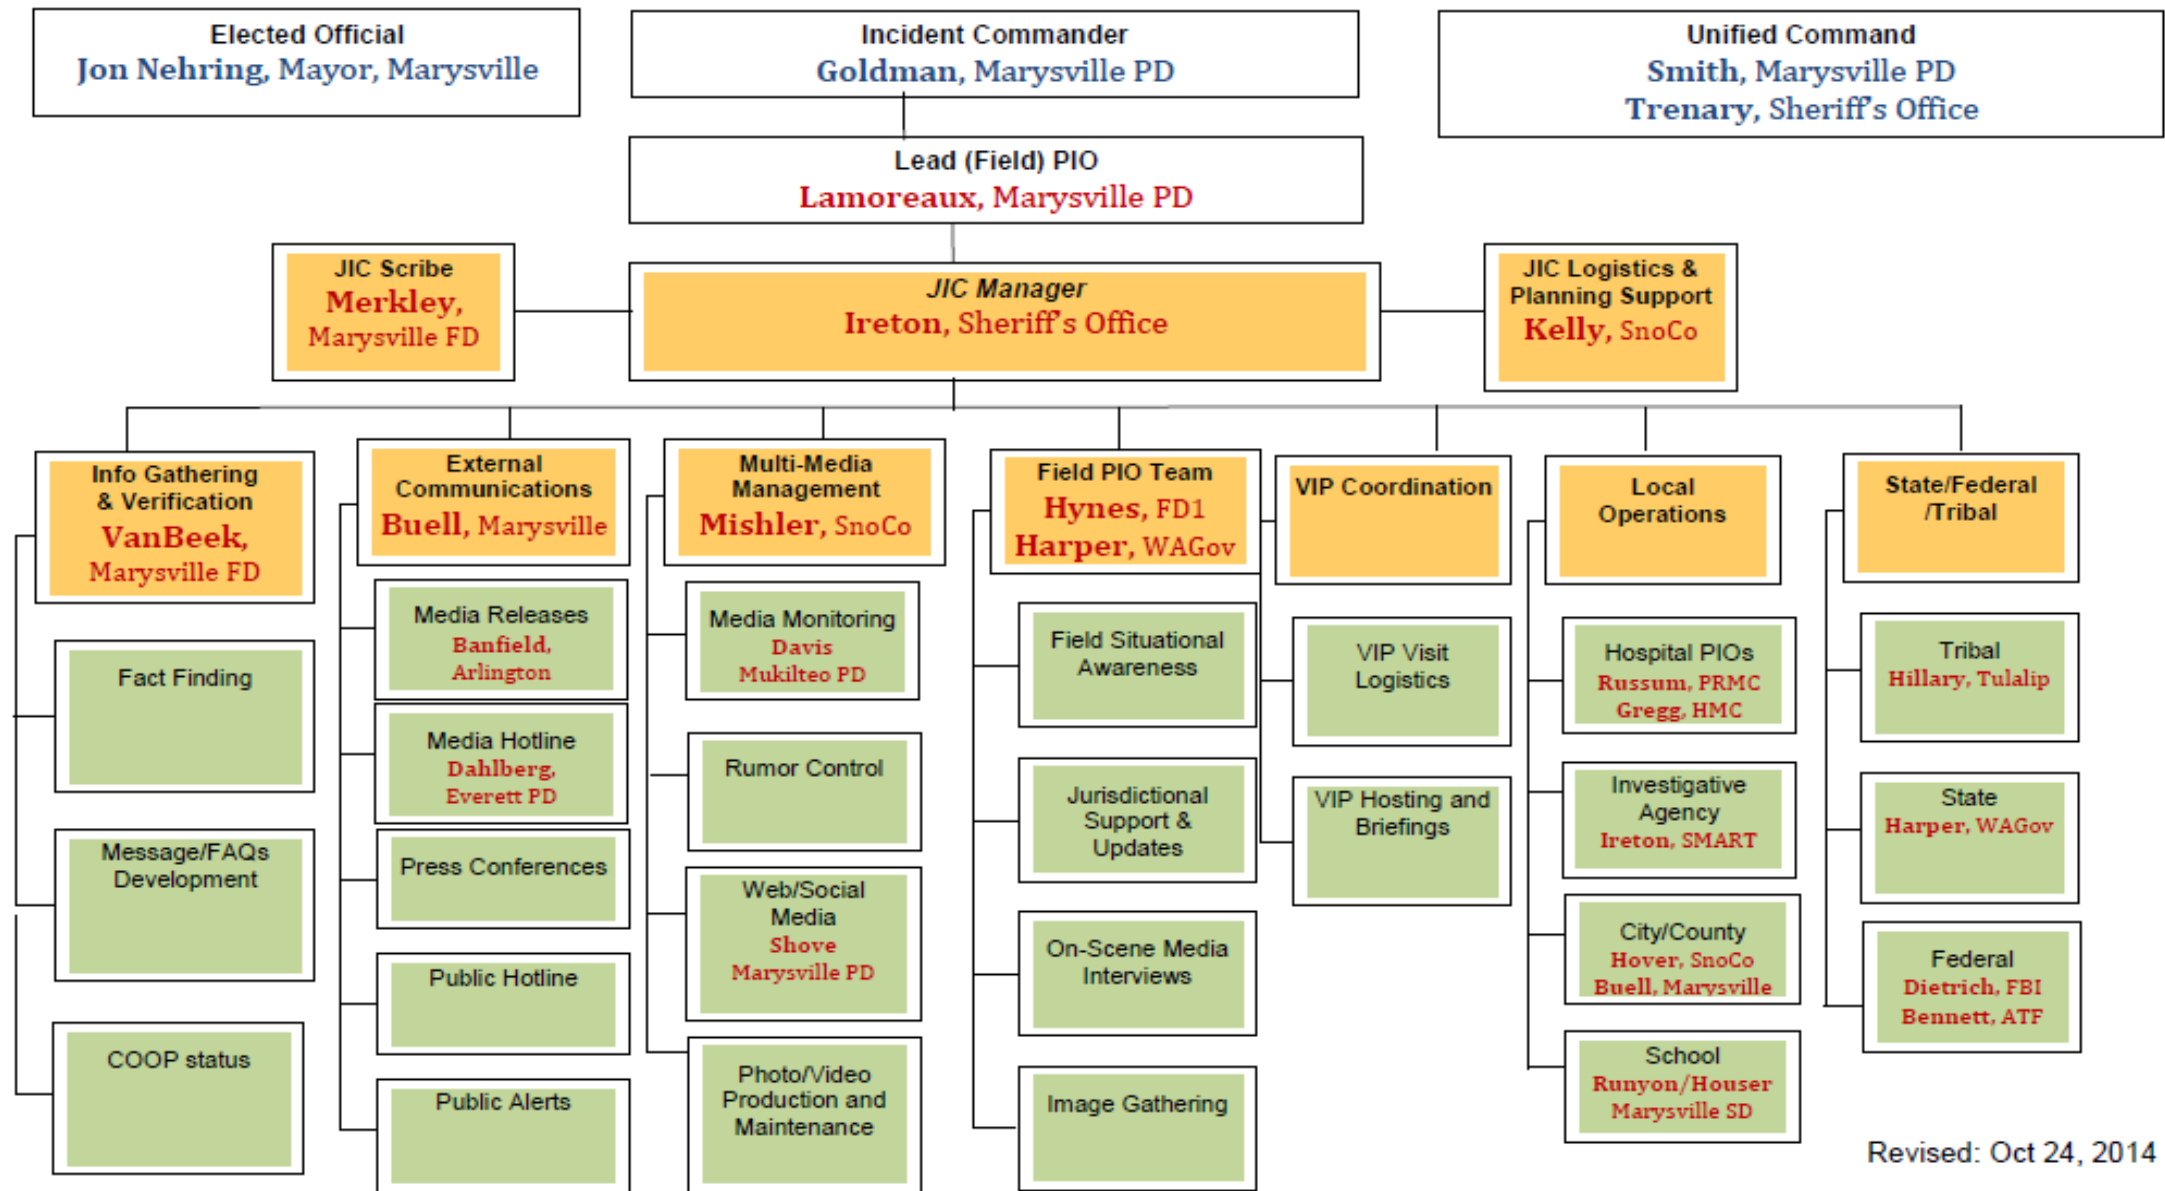 Elected Official
Jon Nehring, Mayor, Marysville
Incident Commander
Goldman, Marysville PD
Unified Command
Smith, Marysville PD
Trenary, Sheriff's Office
Lead (Field) PIO
Lamoreaux, Marysville PD
JIC Scribe
Merkley,
Marysville FD
JIC Manager
Ireton, Sheriff's Office
JIC Logistics &
Planning Support
Kelly, SnoCo
Info Gathering
& Verification
VanBeek,
Marysville FD
Fact Finding
Message/FAQs
Development
COOP status
External
Communications
Buell, Marysville
Media Releases
Banfield,
Arlington
Media Hotline
Dahlberg,
Everett PD
Press Conferences
Public Hotline
Public Alerts
Multi-Media
Management
Mishler, SnoCo
Media Monitoring
Davis
Mukilteo PD
Rumor Control
Web/Social
Media
Shove
Marysville PD
Photo/Video
Production and
Maintenance
Field PIO Team
Hynes, FD1
Harper, WAGov
Field Situational
Awareness
Jurisdictional
Support &
Updates
On-Scene Media
Interviews
Image Gathering
VIP Coordination
VIP Visit
Logistics
VIP Hosting and
Briefings
Local
Operations
Hospital PIOs
Russum, PRMC
Gregg, HMC
Investigative
Agency
Ireton, SMART
City/County
Hover, SnoCo
Buell, Marysville
School
Runyon/Houser
Marysville SD
State/Federal
/Tribal
Tribal
Hillary, Tulalip
State
Harper, WAGov
Federal
Dietrich, FBI
Bennett, ATF
Revised: Oct 24, 2014